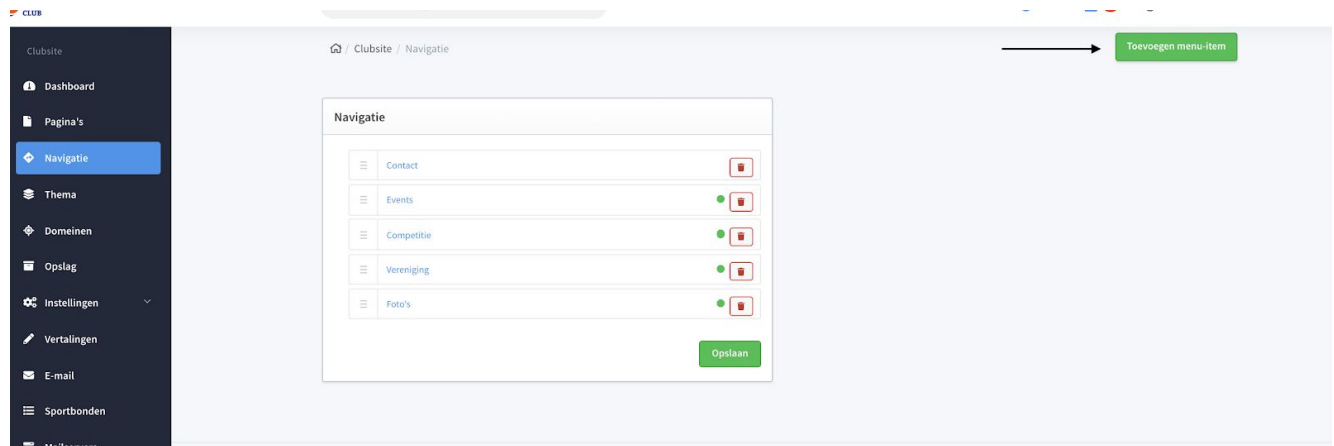 CLUB
Clubsite
Dashboard
Pagina's
Navigatie
Thema
Domeinen
Opslag
Instellingen
Vertalingen
E-mail
Sportbonden
/ Clubsite / Navigatie
Toevoegen menu-item
Navigatie
Contact
Events
Competitie
Vereniging
Foto's
Opslaan